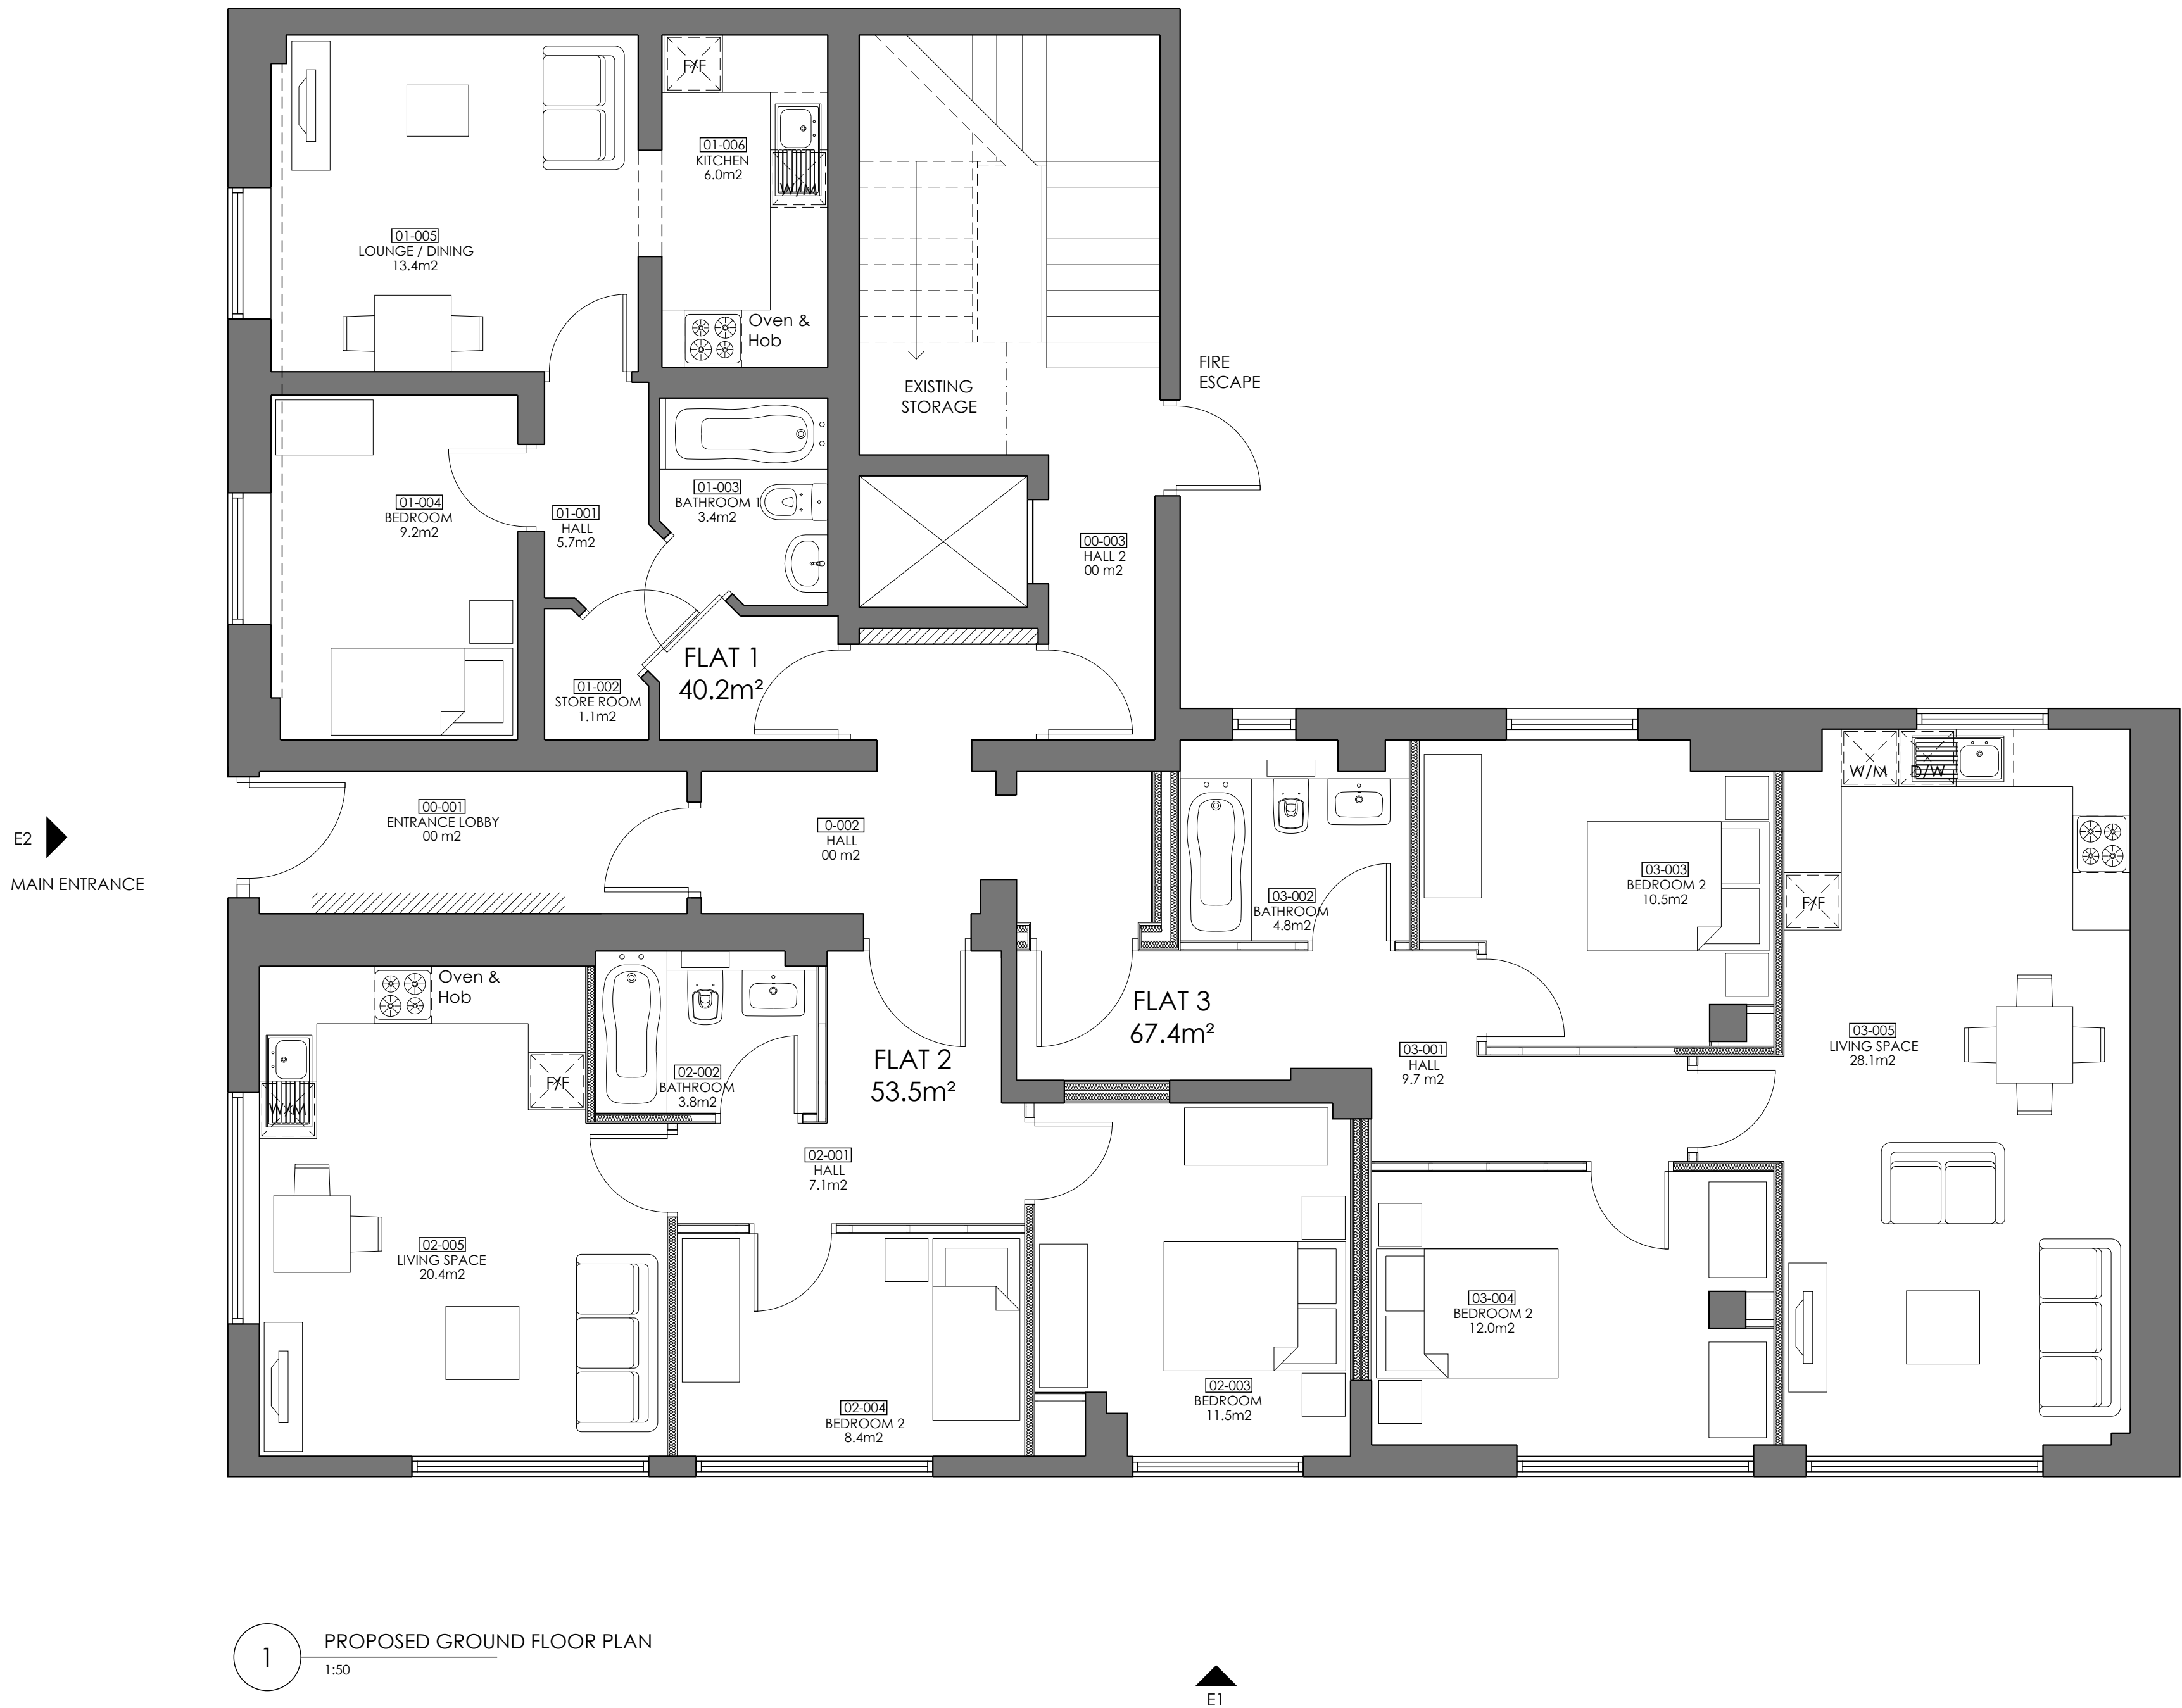 F/F
01-006
KITCHEN
6.0m2
W/M
01-005
LOUNGE / DINING
13.4m2
Oven &
Hob
EXISTING
STORAGE
FIRE
ESCAPE
01-004
BEDROOM
9.2m2
01-001
HALL
5.7m2
01-003
BATHROOM 1
3.4m2
00-003
HALL 2
00 m2
FLAT 1
40.2m²
01-002
STORE ROOM
1.1m2
E2
MAIN ENTRANCE
00-001
ENTRANCE LOBBY
00 m2
0-002
HALL
00 m2
03-002
BATHROOM
4.8m2
03-003
BEDROOM 2
10.5m2
W/M
D/W
F/F
Oven &
Hob
F/F
W/M
02-002
BATHROOM
3.8m2
FLAT 2
53.5m²
FLAT 3
67.4m²
03-001
HALL
9.7 m2
03-005
LIVING SPACE
28.1m2
02-001
HALL
7.1m2
02-005
LIVING SPACE
20.4m2
02-004
BEDROOM 2
8.4m2
02-003
BEDROOM
11.5m2
03-004
BEDROOM 2
12.0m2
1
PROPOSED GROUND FLOOR PLAN
1:50
E1